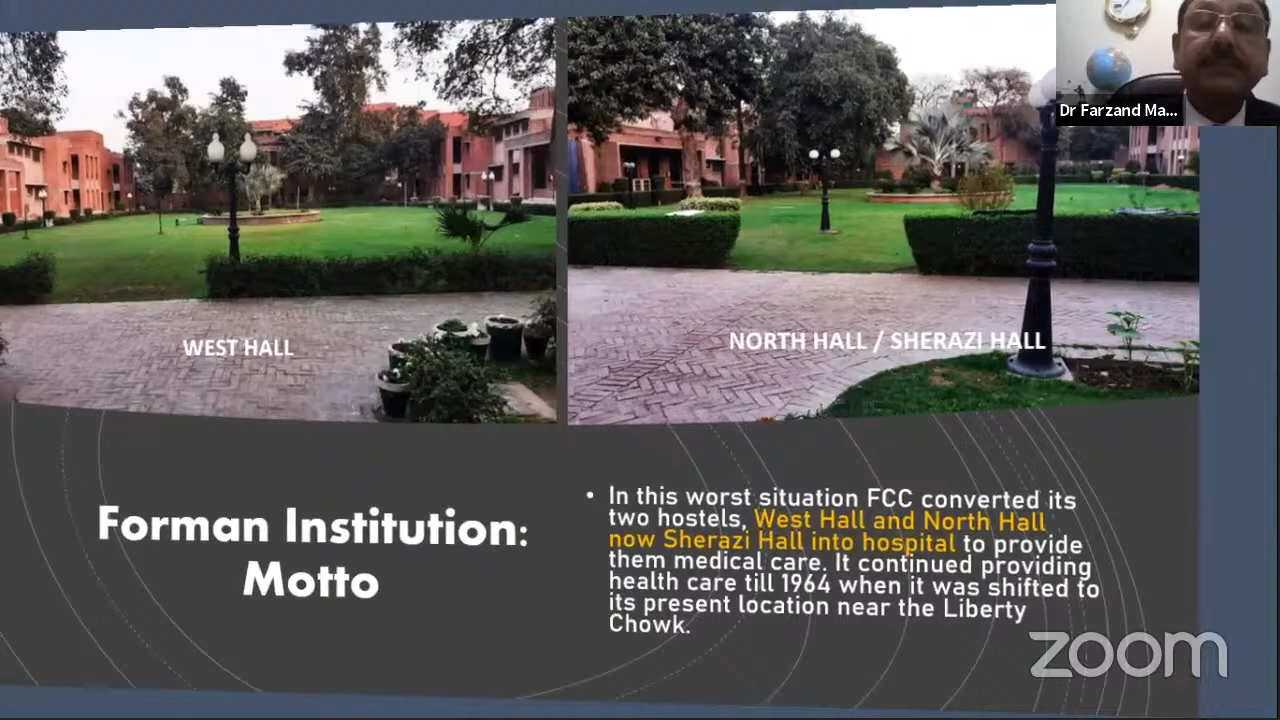 Dr Farzand Ma...
WEST HALL
NORTH HALL / SHERAZI HALL
Forman Institution:
Motto
• In this worst situation FCC converted its
two hostels, West Hall and North Hall
now Sherazi Hall into hospital to provide
them medical care. It continued providing
health care till 1964 when it was shifted to
its present location near the Liberty
Chowk.
zoom